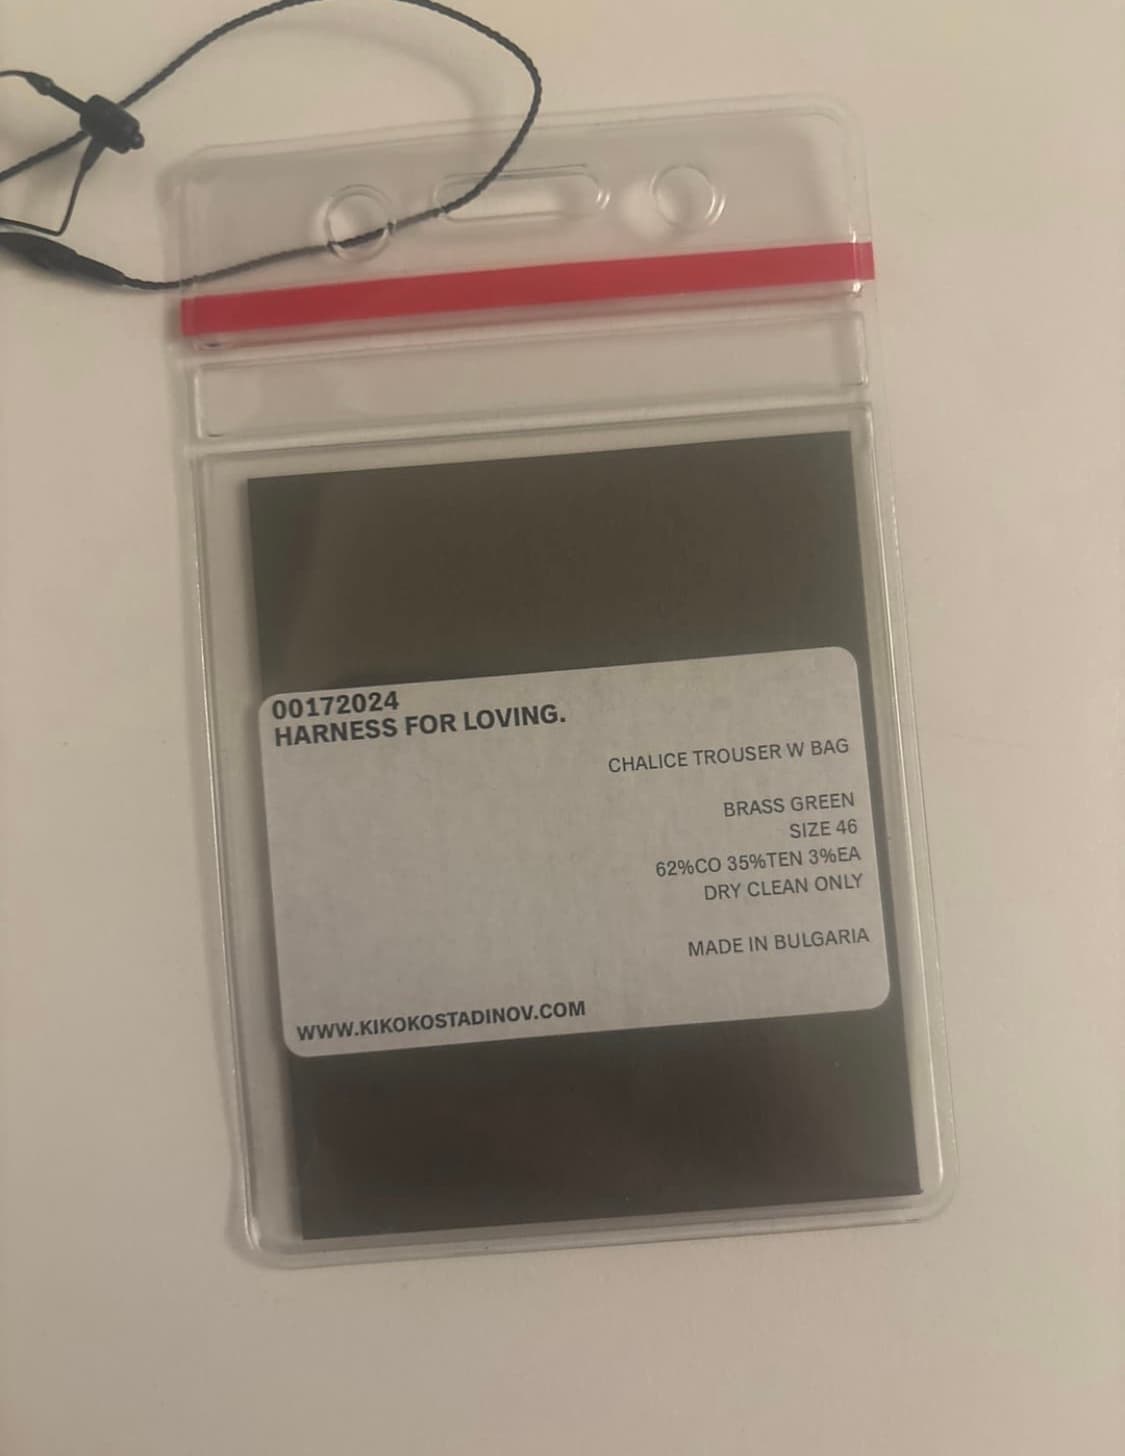 00172024
HARNESS FOR LOVING.
CHALICE TROUSER W BAG
BRASS GREEN
SIZE 46
62%CO 35%TEN 3%EA
DRY CLEAN ONLY
MADE IN BULGARIA
WWW.KIKOKOSTADINOV.COM